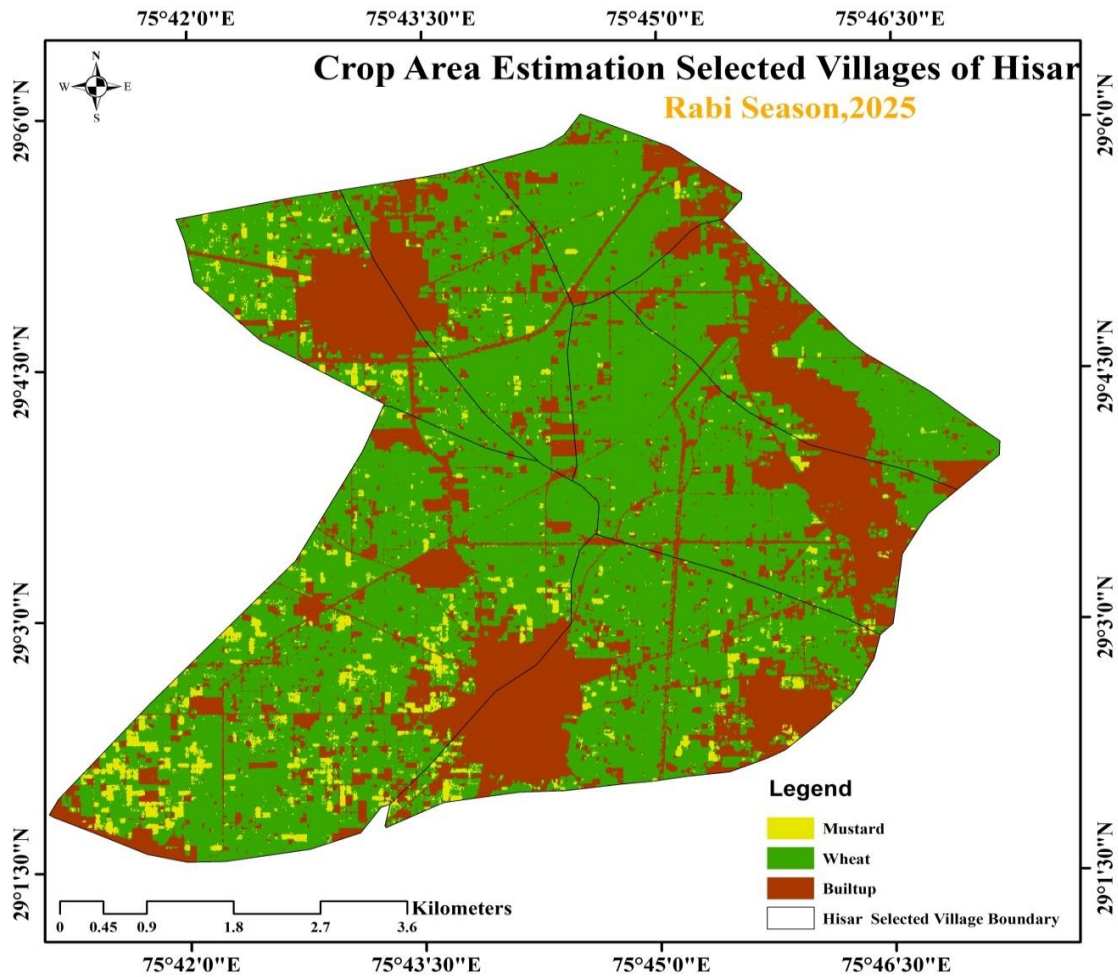 75°42'0"E 75°43'30"E 75°45'0"E 75°46'30"E
Crop Area Estimation Selected Villages of Hisar
Rabi Season,2025
N
W E
S
29°6'0"N 29°6'0"N
29°4'30"N 29°4'30"N
29°3'0"N 29°3'0"N
29°1'30"N 29°1'30"N
Legend
Mustard
Wheat
Builtup
Hisar Selected Village Boundary
Kilometers
0 0.45 0.9 1.8 2.7 3.6
75°42'0"E 75°43'30"E 75°45'0"E 75°46'30"E